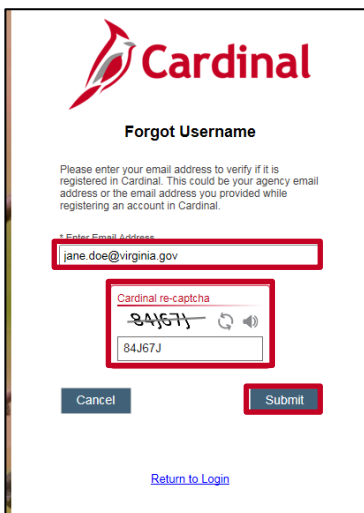 Cardinal
Forgot Username
Please enter your email address to verify if it is
registered in Cardinal. This could be your agency email
address or the email address you provided while
registering an account in Cardinal.
* Enter Email Address
jane.doe@virginia.gov
Cardinal re-captcha
84J67J
84J67J
Cancel
Submit
Return to Login